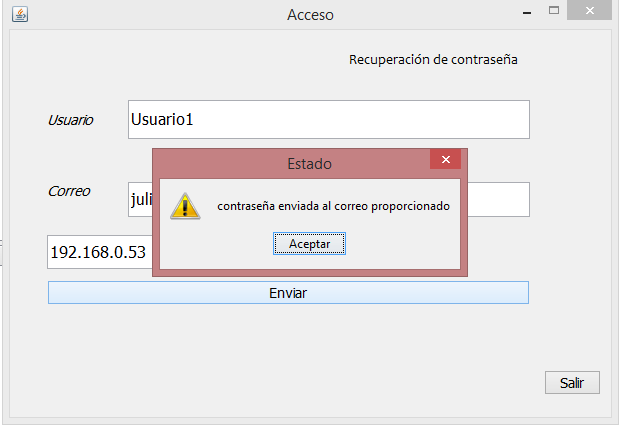 Acceso
Recuperación de contraseña
Usuario
Usuario1
Estado
Correo
juli
contraseña enviada al correo proporcionado
Aceptar
192.168.0.53
Enviar
Salir